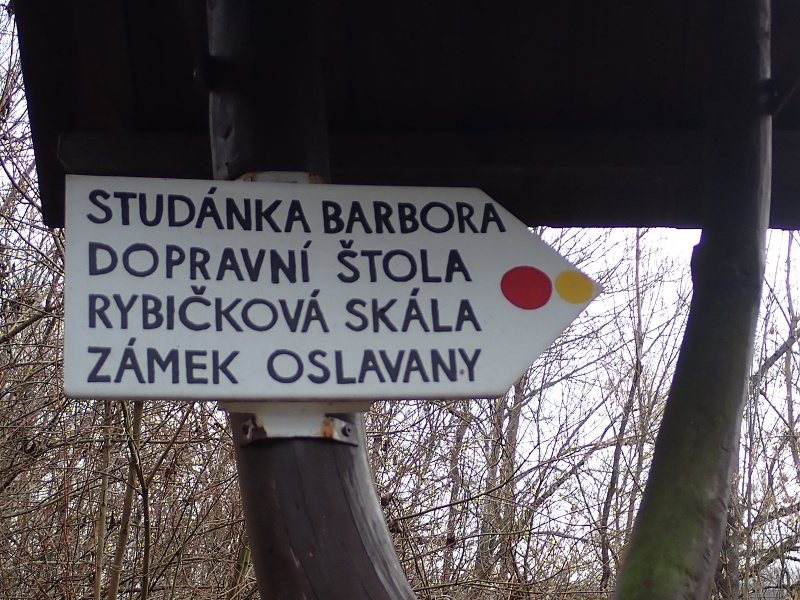 STUDÁNKA BARBORA
DOPRAVNÍ ŠTOLA
RYBIČKOVÁ SKÁLA
ZÁMEK OSLAVANY